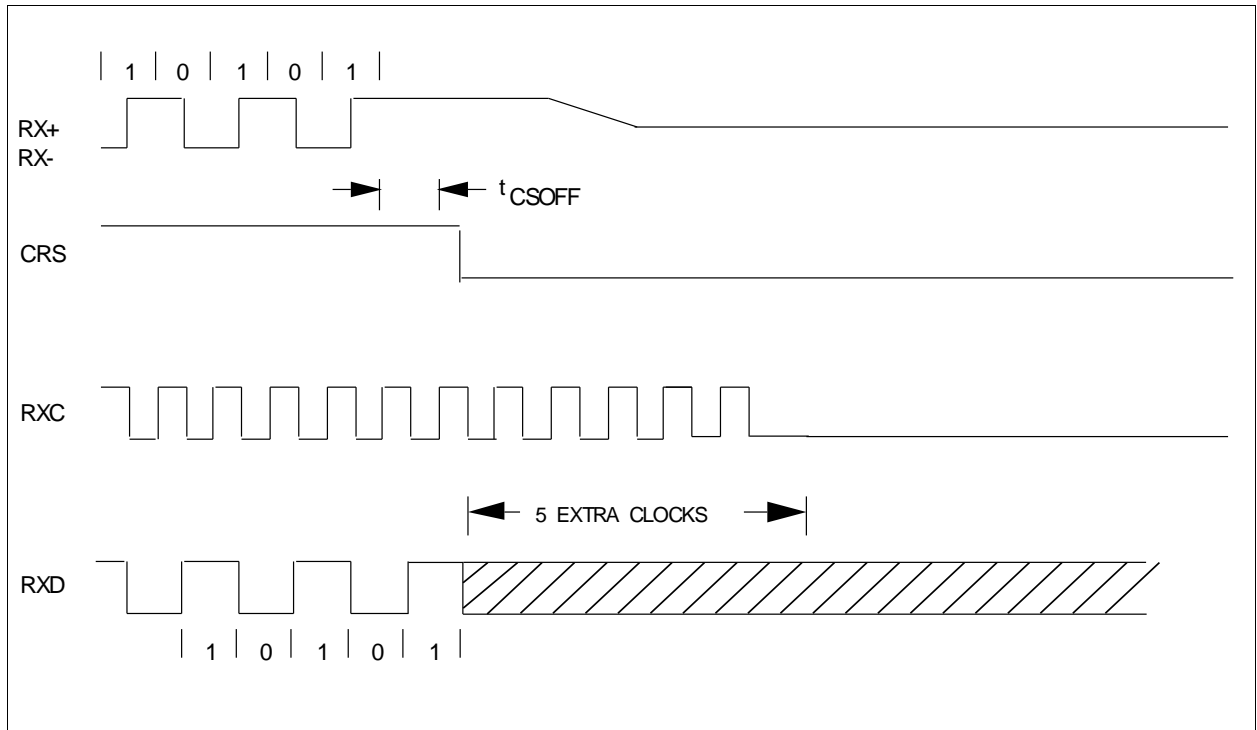 1 0 1 0 1
RX+
RX-
tCSOFF
CRS
RXC
5 EXTRA CLOCKS
RXD
1 0 1 0 1